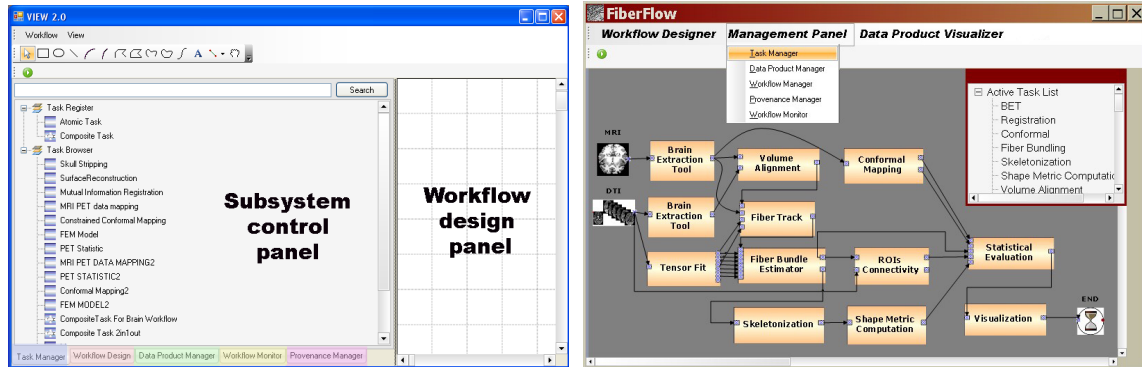 VIEW 2.0
Workflow View
A
Search
Task Register
Atomic Task
Composite Task
Task Browser
Skull Stripping
SurfaceReconstruction
Mutual Information Registration
MRI PET data mapping
Constrained Conformal Mapping
FEM Model
PET Statistic
MRI PET DATA MAPPING2
PET STATISTIC2
Conformal Mapping2
FEM MODEL2
CompositeTask For Brain Workflow
Composite Task 2in1out
Subsystem
control
panel
Workflow
design
panel
Task Manager Workflow Design Data Product Manager Workflow Monitor Provenance Manager
FiberFlow
Workflow Designer Management Panel Data Product Visualizer
Task Manager
Data Product Manager
Workflow Manager
Provenance Manager
Workflow Monitor
Active Task List
BET
Registration
Conformal
Fiber Bundling
Skeletonization
Shape Metric Computatic
Volume Alignment
MRI
Brain
Extraction
Tool
Volume
Alignment
Conformal
Mapping
DTI
Brain
Extraction
Tool
Fiber Track
Tensor Fit
Fiber Bundle
Estimator
ROIs
Connectivity
Statistical
Evaluation
Skeletonization
Shape Metric
Computation
Visualization
END